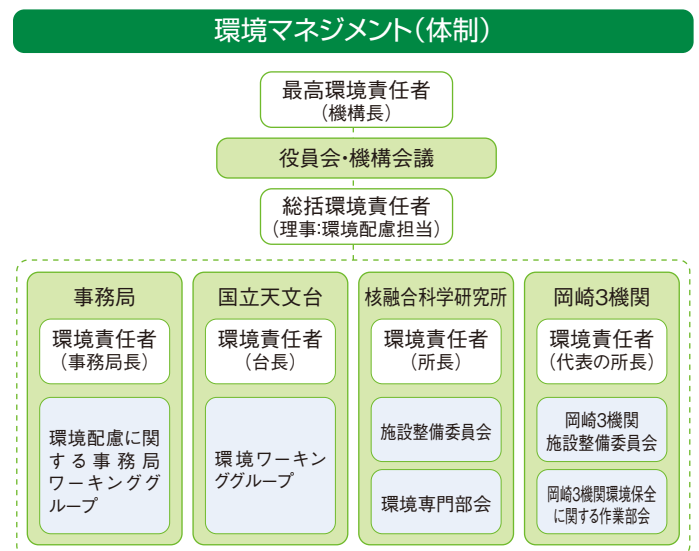 環境マネジメント(体制)
最高環境責任者
(機構長)
役員会・機構会議
総括環境責任者
(理事:環境配慮担当)
事務局
環境責任者
(事務局長)
環境配慮に関
する事務局
ワーキンググ
ループ
国立天文台
環境責任者
(台長)
環境ワーキン
ググループ
核融合科学研究所
環境責任者
(所長)
施設整備委員会
環境専門部会
岡崎3機関
環境責任者
(代表の所長)
岡崎3機関
施設整備委員会
岡崎3機関環境保全
に関する作業部会